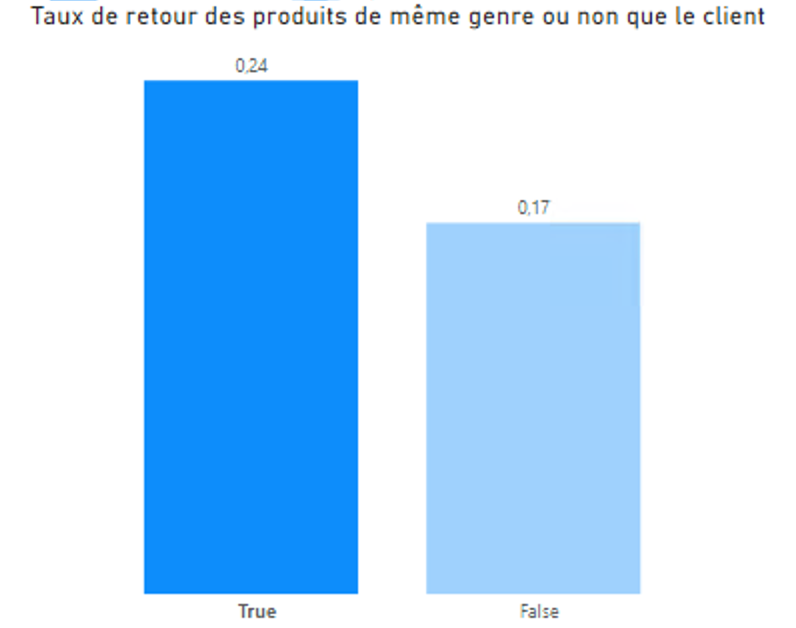 Taux de retour des produits de même genre ou non que le client
0,24
0,17
True
False